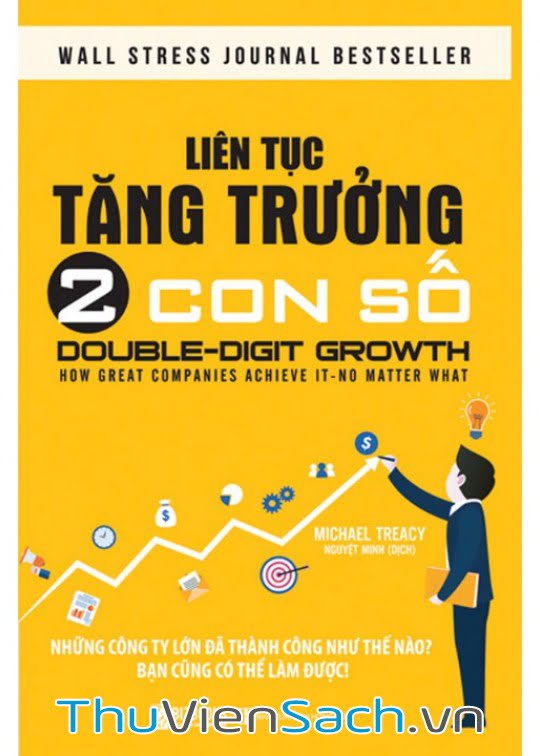 WALL STRESS JOURNAL BESTSELLER
LIÊN TỤC
TĂNG TRƯỞNG
2 CON SỐ
DOUBLE-DIGIT GROWTH
HOW GREAT COMPANIES ACHIEVE IT-NO MATTER WHAT
$
$
MICHAEL TREACY
NGUYỆT MINH (DỊCH)
NHỮNG CÔNG TY LỚN ĐÃ THÀNH CÔNG NHƯ THẾ NÀO?
BẠN CŨNG CÓ THỂ LÀM ĐƯỢC!
ThuVienSach.vn